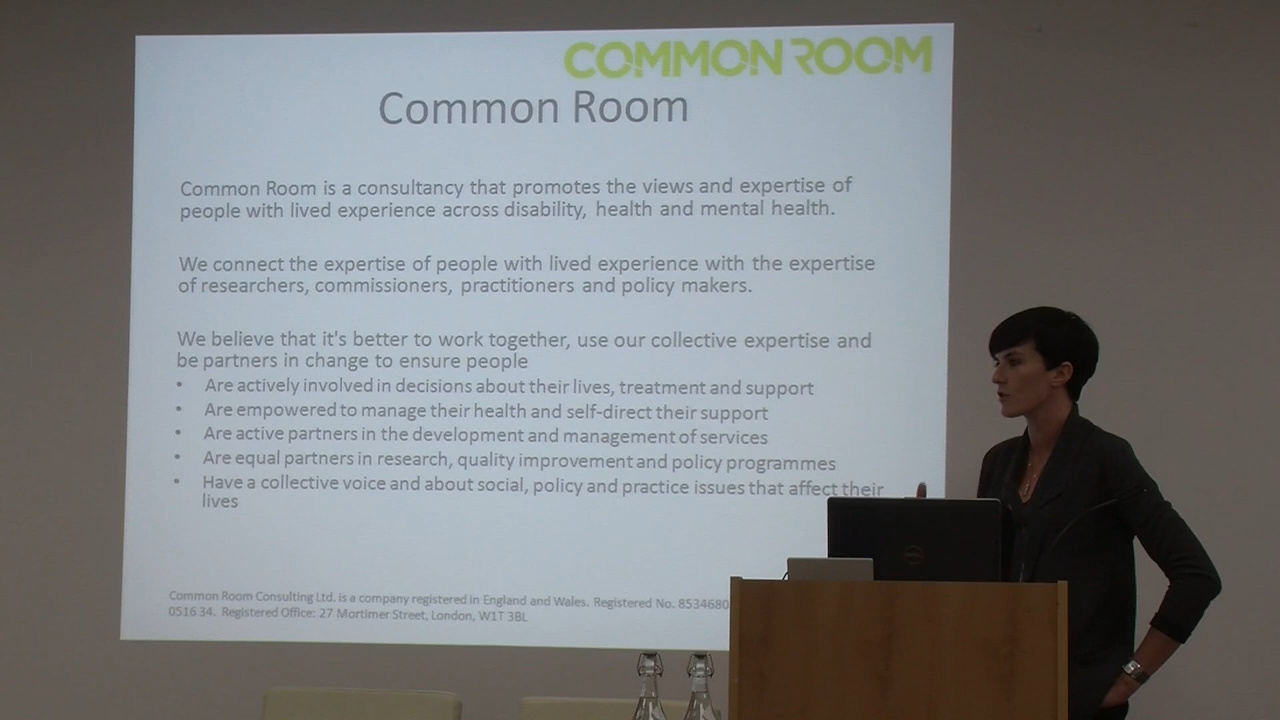 COMMON ROOM
Common Room
Common Room is a consultancy that promotes the views and expertise of
people with lived experience across disability, health and mental health.
We connect the expertise of people with lived experience with the expertise
of researchers, commissioners, practitioners and policy makers.
We believe that it's better to work together, use our collective expertise and
be partners in change to ensure people
• Are actively involved in decisions about their lives, treatment and support
• Are empowered to manage their health and self-direct their support
• Are active partners in the development and management of services
• Are equal partners in research, quality improvement and policy programmes
• Have a collective voice and about social, policy and practice issues that affect their
lives
Common Room Consulting Ltd. is a company registered in England and Wales. Registered No. 8534680
0516 34. Registered Office: 27 Mortimer Street, London, W1T 3BL